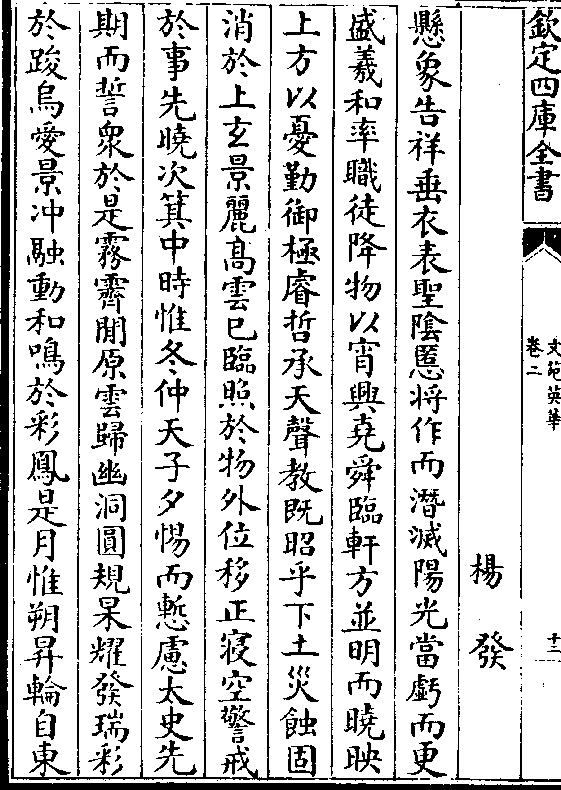 欽定四庫全書
文苑英華
卷二
十二
楊發
懸象告祥垂衣表聖陰慝将作而潛滅陽光當虧而更
盛羲和率職徒降物以宵興堯舜臨軒方並明而曉映
上方以憂勤御極睿哲承天聲教既昭乎下土災蝕固
消於上玄景麗高雲已臨照於物外位移正寢空警戒
於事先曉次箕中時惟冬仲天子夕惕而慙慮太史先
期而誓衆於是霧霽閒原雲歸幽洞圓規杲耀發瑞彩
於踆烏愛景冲融動和鳴於彩鳳是月惟朔昇輪自東